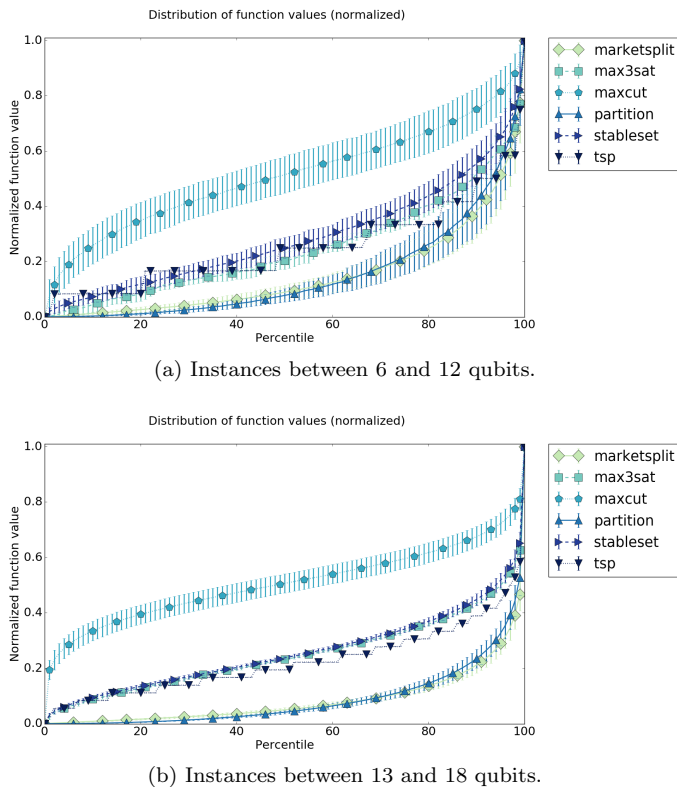 Distribution of function values (normalized)
1.0
0.8
0.6
0.4
0.2
0.0
0
20
40
60
80
100
Normalized function value
Percentile
marketsplit
max3sat
maxcut
partition
stableset
tsp
(a) Instances between 6 and 12 qubits.
Distribution of function values (normalized)
1.0
0.8
0.6
0.4
0.2
0.0
0
20
40
60
80
100
Normalized function value
Percentile
marketsplit
max3sat
maxcut
partition
stableset
tsp
(b) Instances between 13 and 18 qubits.